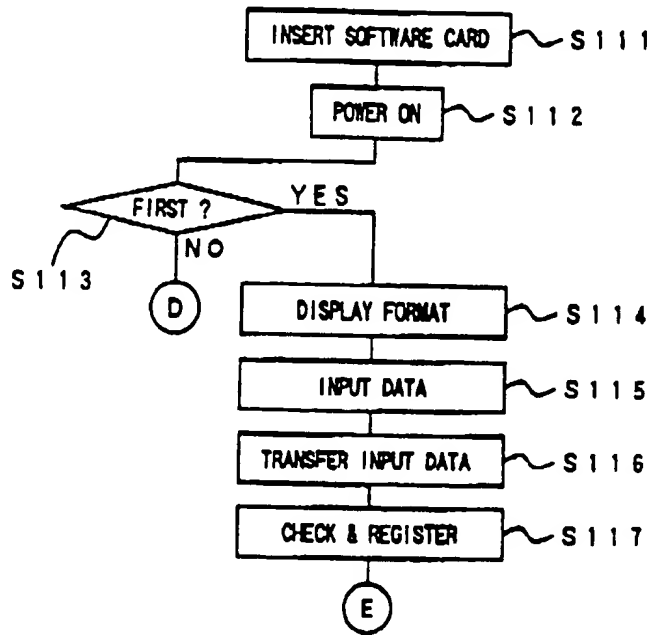 INSERT SOFTWARE CARD S111
POWER ON S112
FIRST ? YES
NO
S113
D
DISPLAY FORMAT S114
INPUT DATA S115
TRANSFER INPUT DATA S116
CHECK & REGISTER S117
E